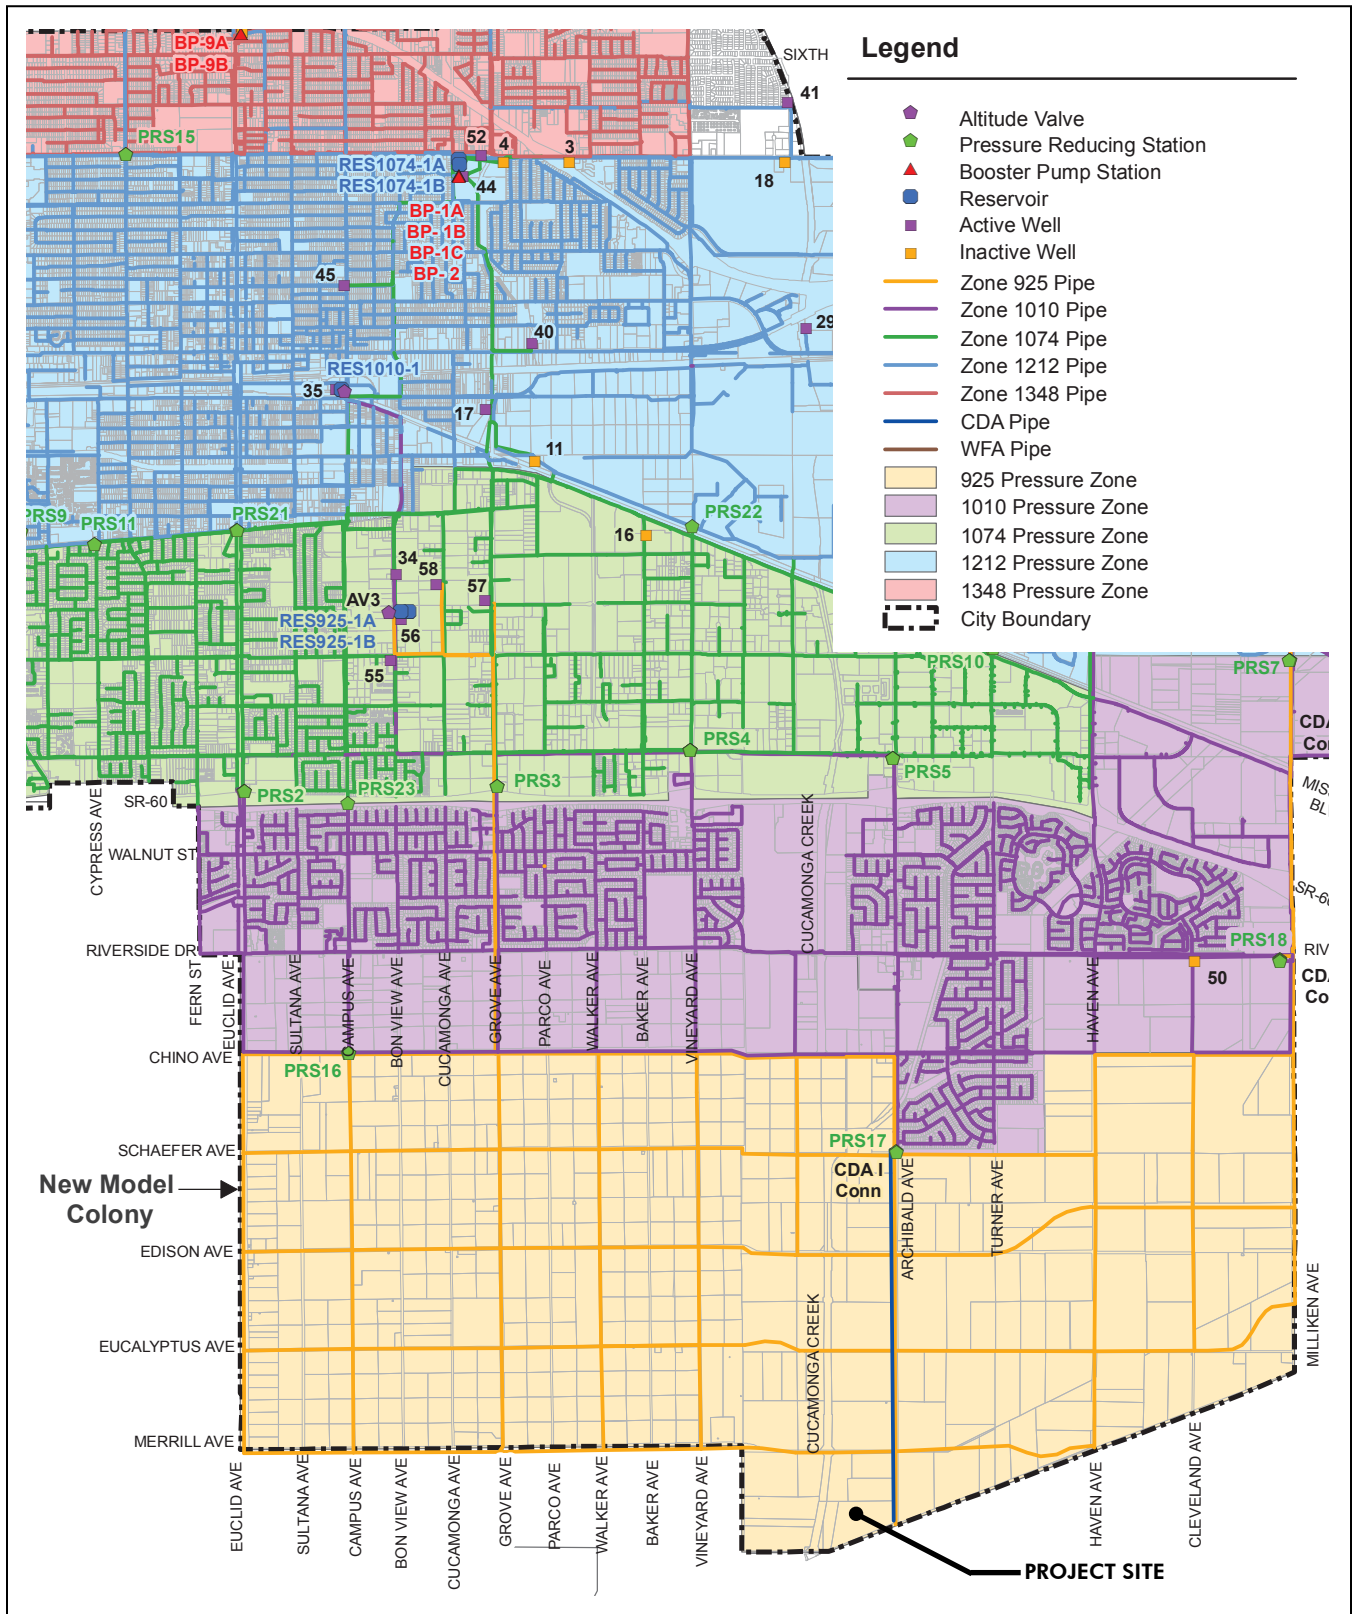 BP-9A
BP-9B
SIXTH
41
PRS15
52
4
3
18
RES1074-1A
RES1074-1B
44
BP-1A
BP- 1B
BP-1C
BP- 2
45
40
29
RES1010-1
35
17
11
PRS9
PRS11
PRS21
PRS22
16
34
58
57
AV3
RES925-1A
RES925-1B
56
55
Legend
Altitude Valve
Pressure Reducing Station
Booster Pump Station
Reservoir
Active Well
Inactive Well
Zone 925 Pipe
Zone 1010 Pipe
Zone 1074 Pipe
Zone 1212 Pipe
Zone 1348 Pipe
CDA Pipe
WFA Pipe
925 Pressure Zone
1010 Pressure Zone
1074 Pressure Zone
1212 Pressure Zone
1348 Pressure Zone
City Boundary
PRS10
PRS7
CDA
Co
PRS4
PRS5
PRS3
PRS2
PRS23
SR-60
MIS
BL
CYPRESS AVE
WALNUT ST
CUCAMONGA CREEK
SR-60
RIVERSIDE DR
PRS18
RIV
50
CD
Co
FERN ST
EUCLID AVE
SULTANA AVE
CAMPUS AVE
BON VIEW AVE
CUCAMONGA AVE
GROVE AVE
PARCO AVE
WALKER AVE
BAKER AVE
VINEYARD AVE
HAVEN AVE
CHINO AVE
PRS16
SCHAEFER AVE
PRS17
CDA I
Conn
New Model
Colony
ARCHIBALD AVE
TURNER AVE
EDISON AVE
CUCAMONGA CREEK
MILLIKEN AVE
EUCALYPTUS AVE
MERRILL AVE
EUCLID AVE
SULTANA AVE
CAMPUS AVE
BON VIEW AVE
CUCAMONGA AVE
GROVE AVE
PARCO AVE
WALKER AVE
BAKER AVE
VINEYARD AVE
HAVEN AVE
CLEVELAND AVE
PROJECT SITE